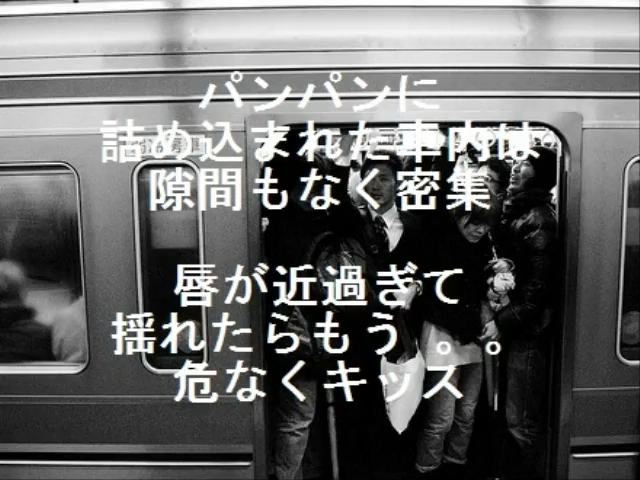 パンパンに
詰め込まれた車内は
隙間もなく密集
唇が近過ぎて
揺れたらもう 。。
危なくキッス